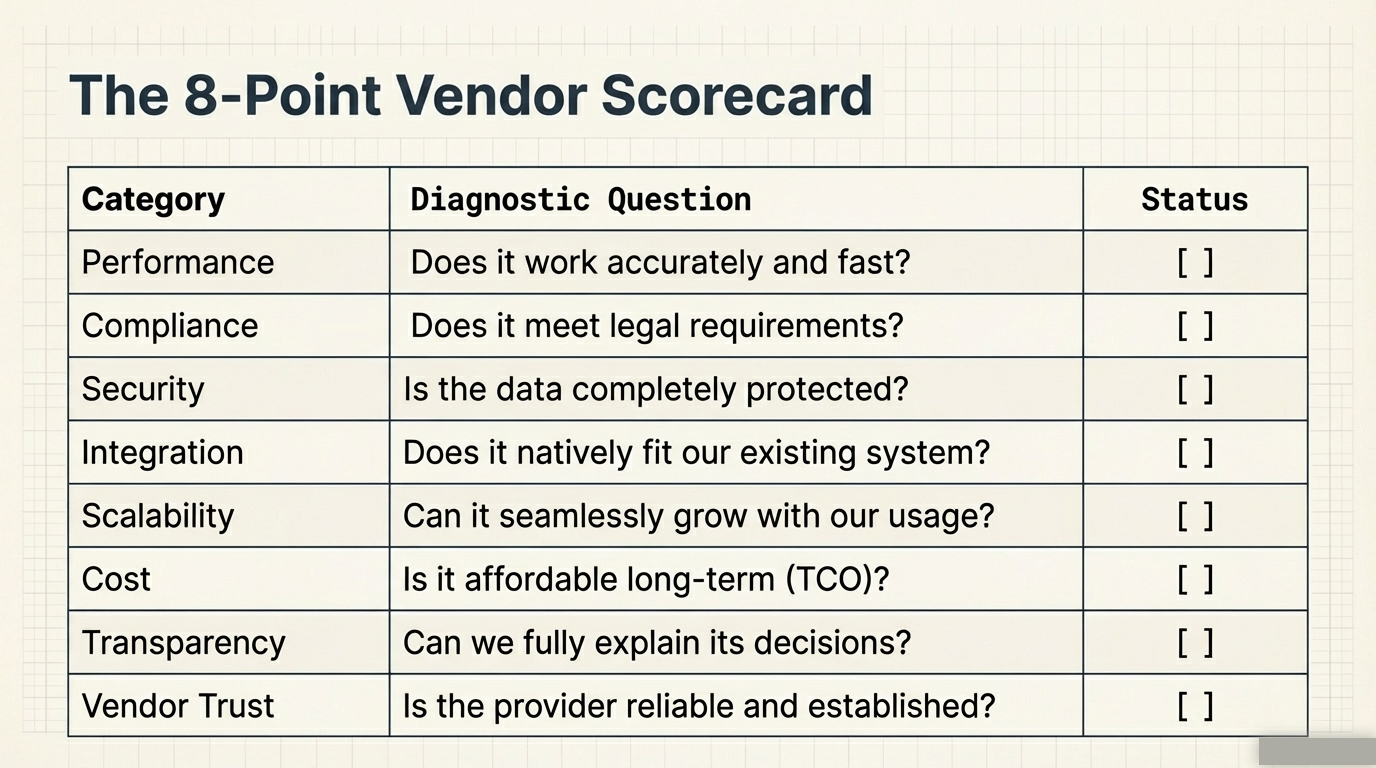 The 8-Point Vendor Scorecard
Category Diagnostic Question Status
Performance Does it work accurately and fast? [ ]
Compliance Does it meet legal requirements? [ ]
Security Is the data completely protected? [ ]
Integration Does it natively fit our existing system? [ ]
Scalability Can it seamlessly grow with our usage? [ ]
Cost Is it affordable long-term (TCO)? [ ]
Transparency Can we fully explain its decisions? [ ]
Vendor Trust Is the provider reliable and established? [ ]